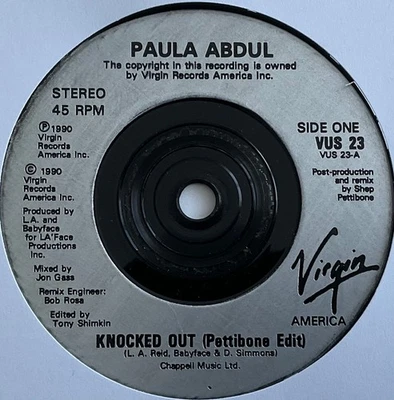 PAULA ABDUL
The copyright in this recording is owned
by Virgin Records America Inc.
STEREO
45 RPM
Ⓟ1990
Virgin
Records
America Inc.
© 1990
Virgin
Records
America Inc.
Produced by
L.A. and
Babyface
for LA'Face
Productions
Inc.
Mixed by
Jon Gass
Remix Engineer:
Bob Rosa
Edited by
Tony Shimkin
SIDE ONE
VUS 23
VUS 23-A
Post-production
and remix
by Shep
Pettibone
Virgin
AMERICA
KNOCKED OUT (Pettibone Edit)
(L. A. Reid, Babyface & D. Simmons)
Chappell Music Ltd.